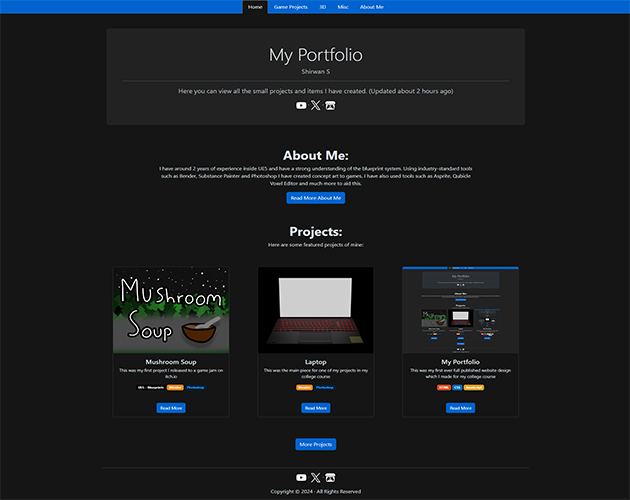 Home Game Projects 3D Misc About Me
My Portfolio
Shirwan S
Here you can view all the small projects and items I have created. (Updated about 2 hours ago)
About Me:
I have around 2 years of experience inside UE5 and have a strong understanding of the blueprint system. Using industry-standard tools
such as Bender, Substance Painter and Photoshop I have created concept art to games. I have also used tools such as Asprite, Qubicle
Voxel Editor and much more to aid this.
Read More About Me
Projects:
Here are some featured projects of mine:
Mushroom
Soup
Mushroom Soup
This was my first project I released to a game jam on
itch.io
UE5 - Blueprints Blender Photoshop
Read More
Laptop
This was the main piece for one of my projects in my
college course
Blender Photoshop
Read More
My Portfolio
This was my first ever full published website design
which I made for my college course
HTML CSS JavaScript
Read More
More Projects
Copyright © 2024 - All Rights Reserved